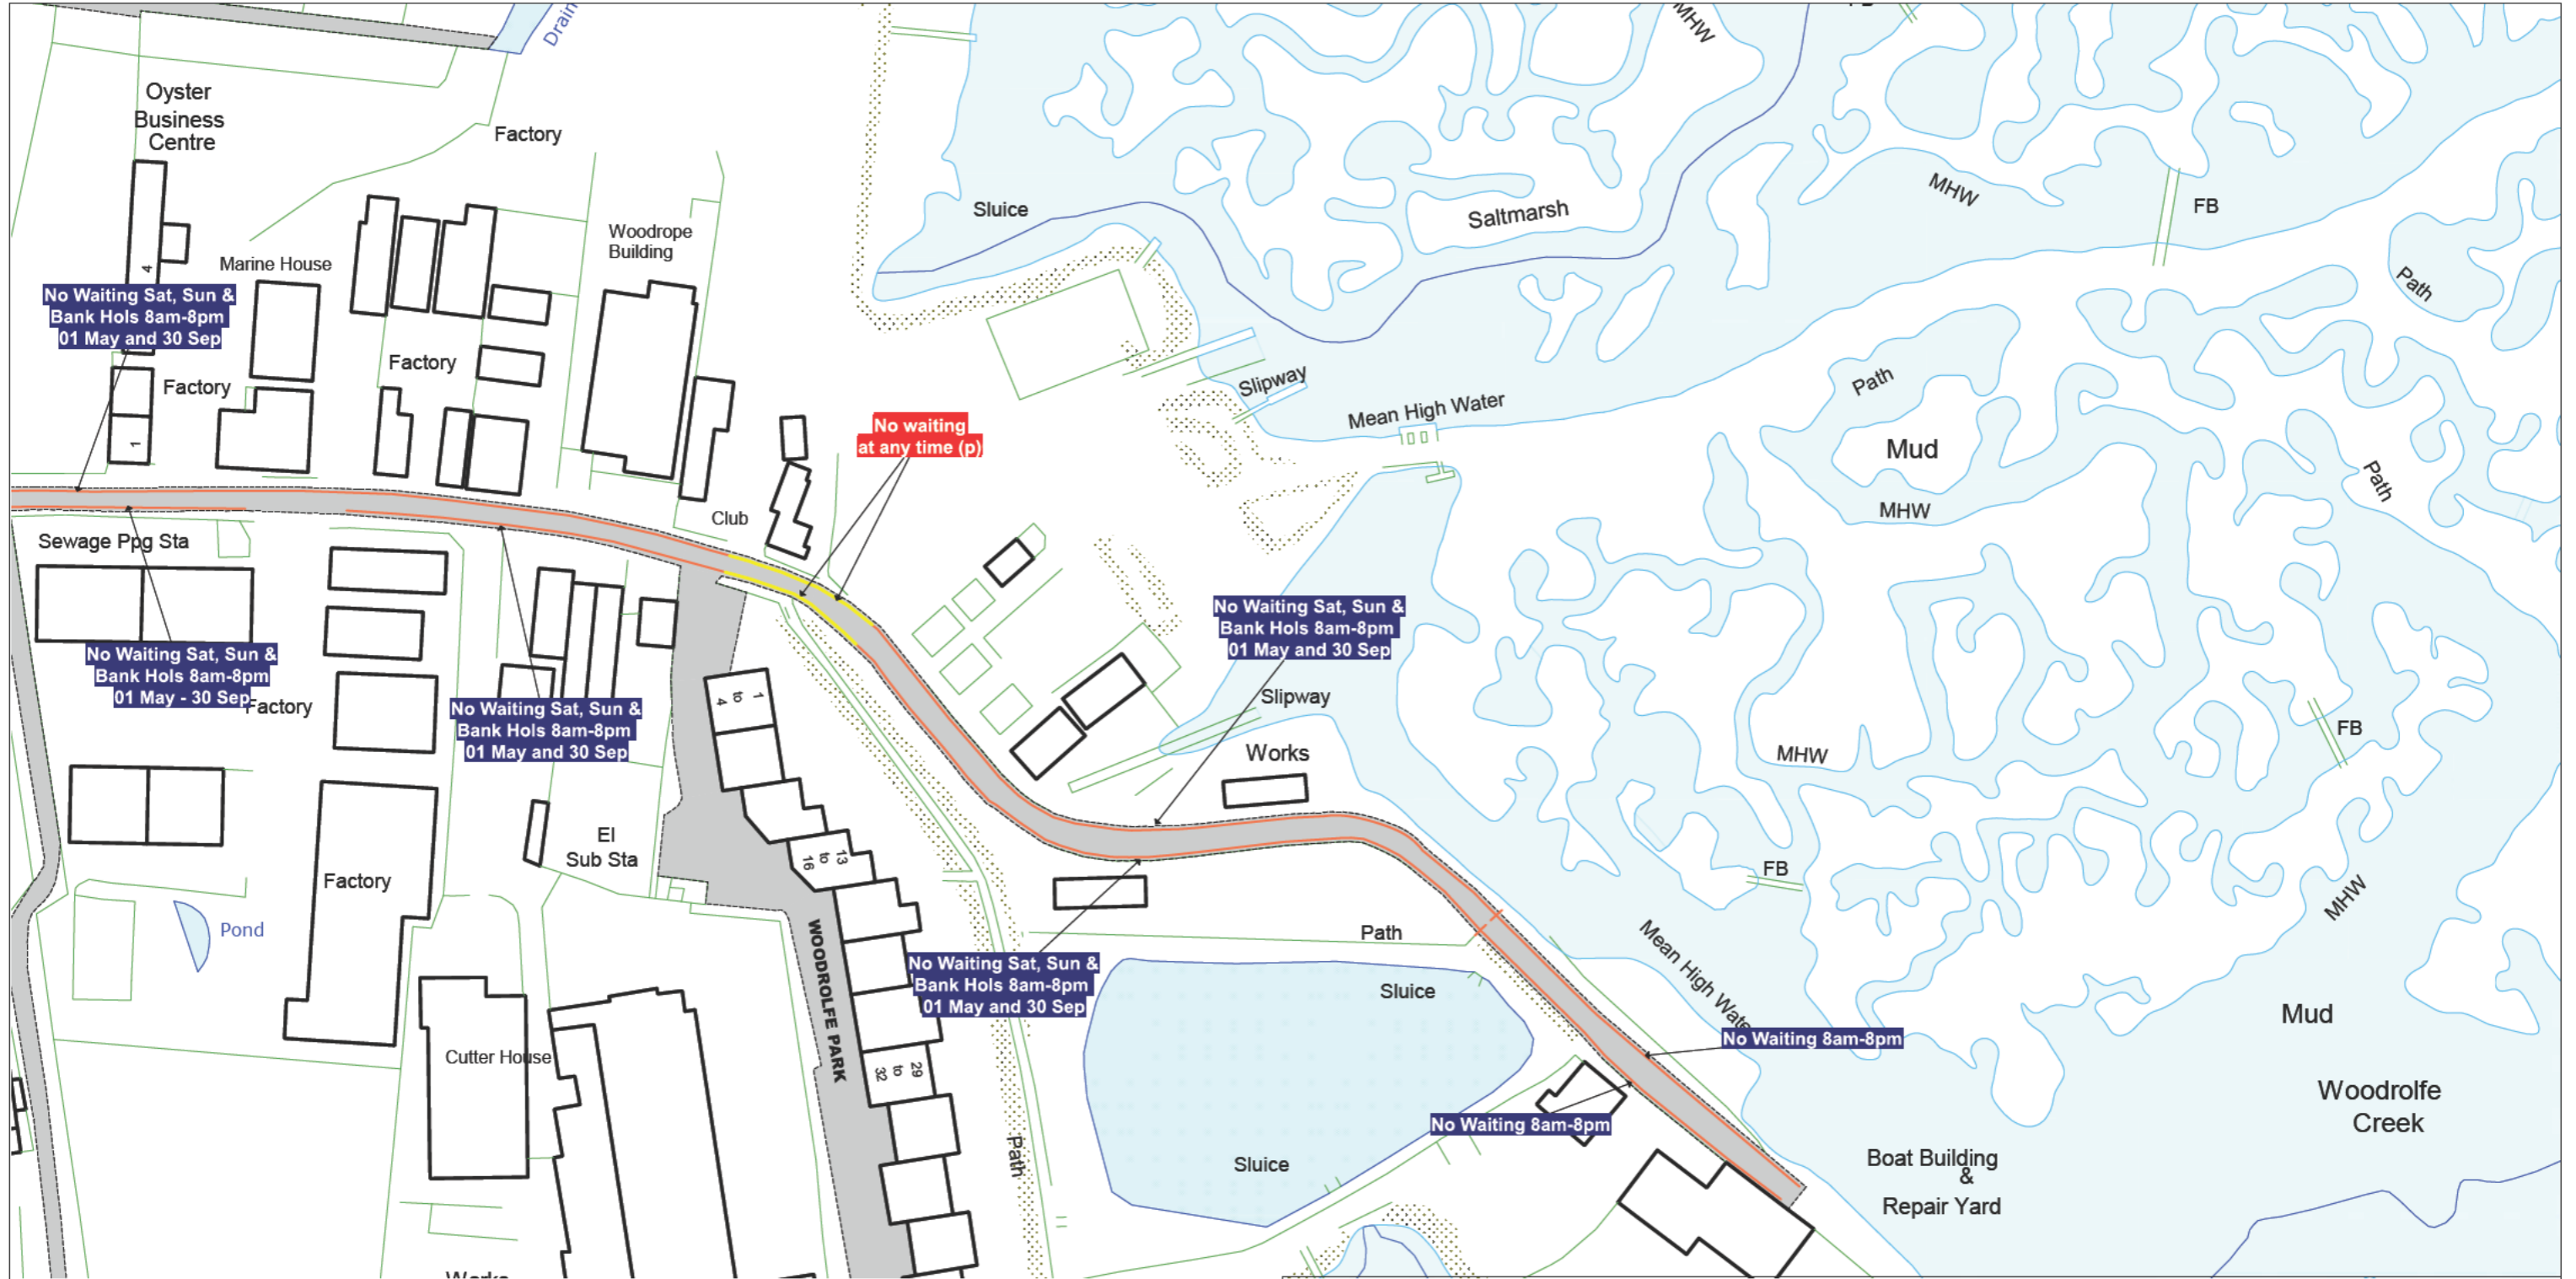 Drain
MHW
Oyster
Business
Centre
Factory
4
Marine House
Woodrope
Building
Sluice
Saltmarsh
MHW
FB
Path
No Waiting Sat, Sun &
Bank Hols 8am-8pm
01 May and 30 Sep
Factory
Factory
1
Slipway
Mean High Water
Path
Mud
MHW
Path
No waiting
at any time (p)
Club
Sewage Ppg Sta
No Waiting Sat, Sun &
Bank Hols 8am-8pm
01 May - 30 Sep
Factory
No Waiting Sat, Sun &
Bank Hols 8am-8pm
01 May and 30 Sep
1
to
4
No Waiting Sat, Sun &
Bank Hols 8am-8pm
01 May and 30 Sep
Slipway
Works
MHW
FB
El
Sub Sta
13
to
16
Factory
Pond
FB
MHW
WOODROLFE PARK
Path
No Waiting Sat, Sun &
Bank Hols 8am-8pm
01 May and 30 Sep
Sluice
Mean High Wate
Mud
Cutter House
29
to
32
No Waiting 8am-8pm
No Waiting 8am-8pm
Woodrolfe
Creek
Path
Sluice
Boat Building
&
Repair Yard
Works